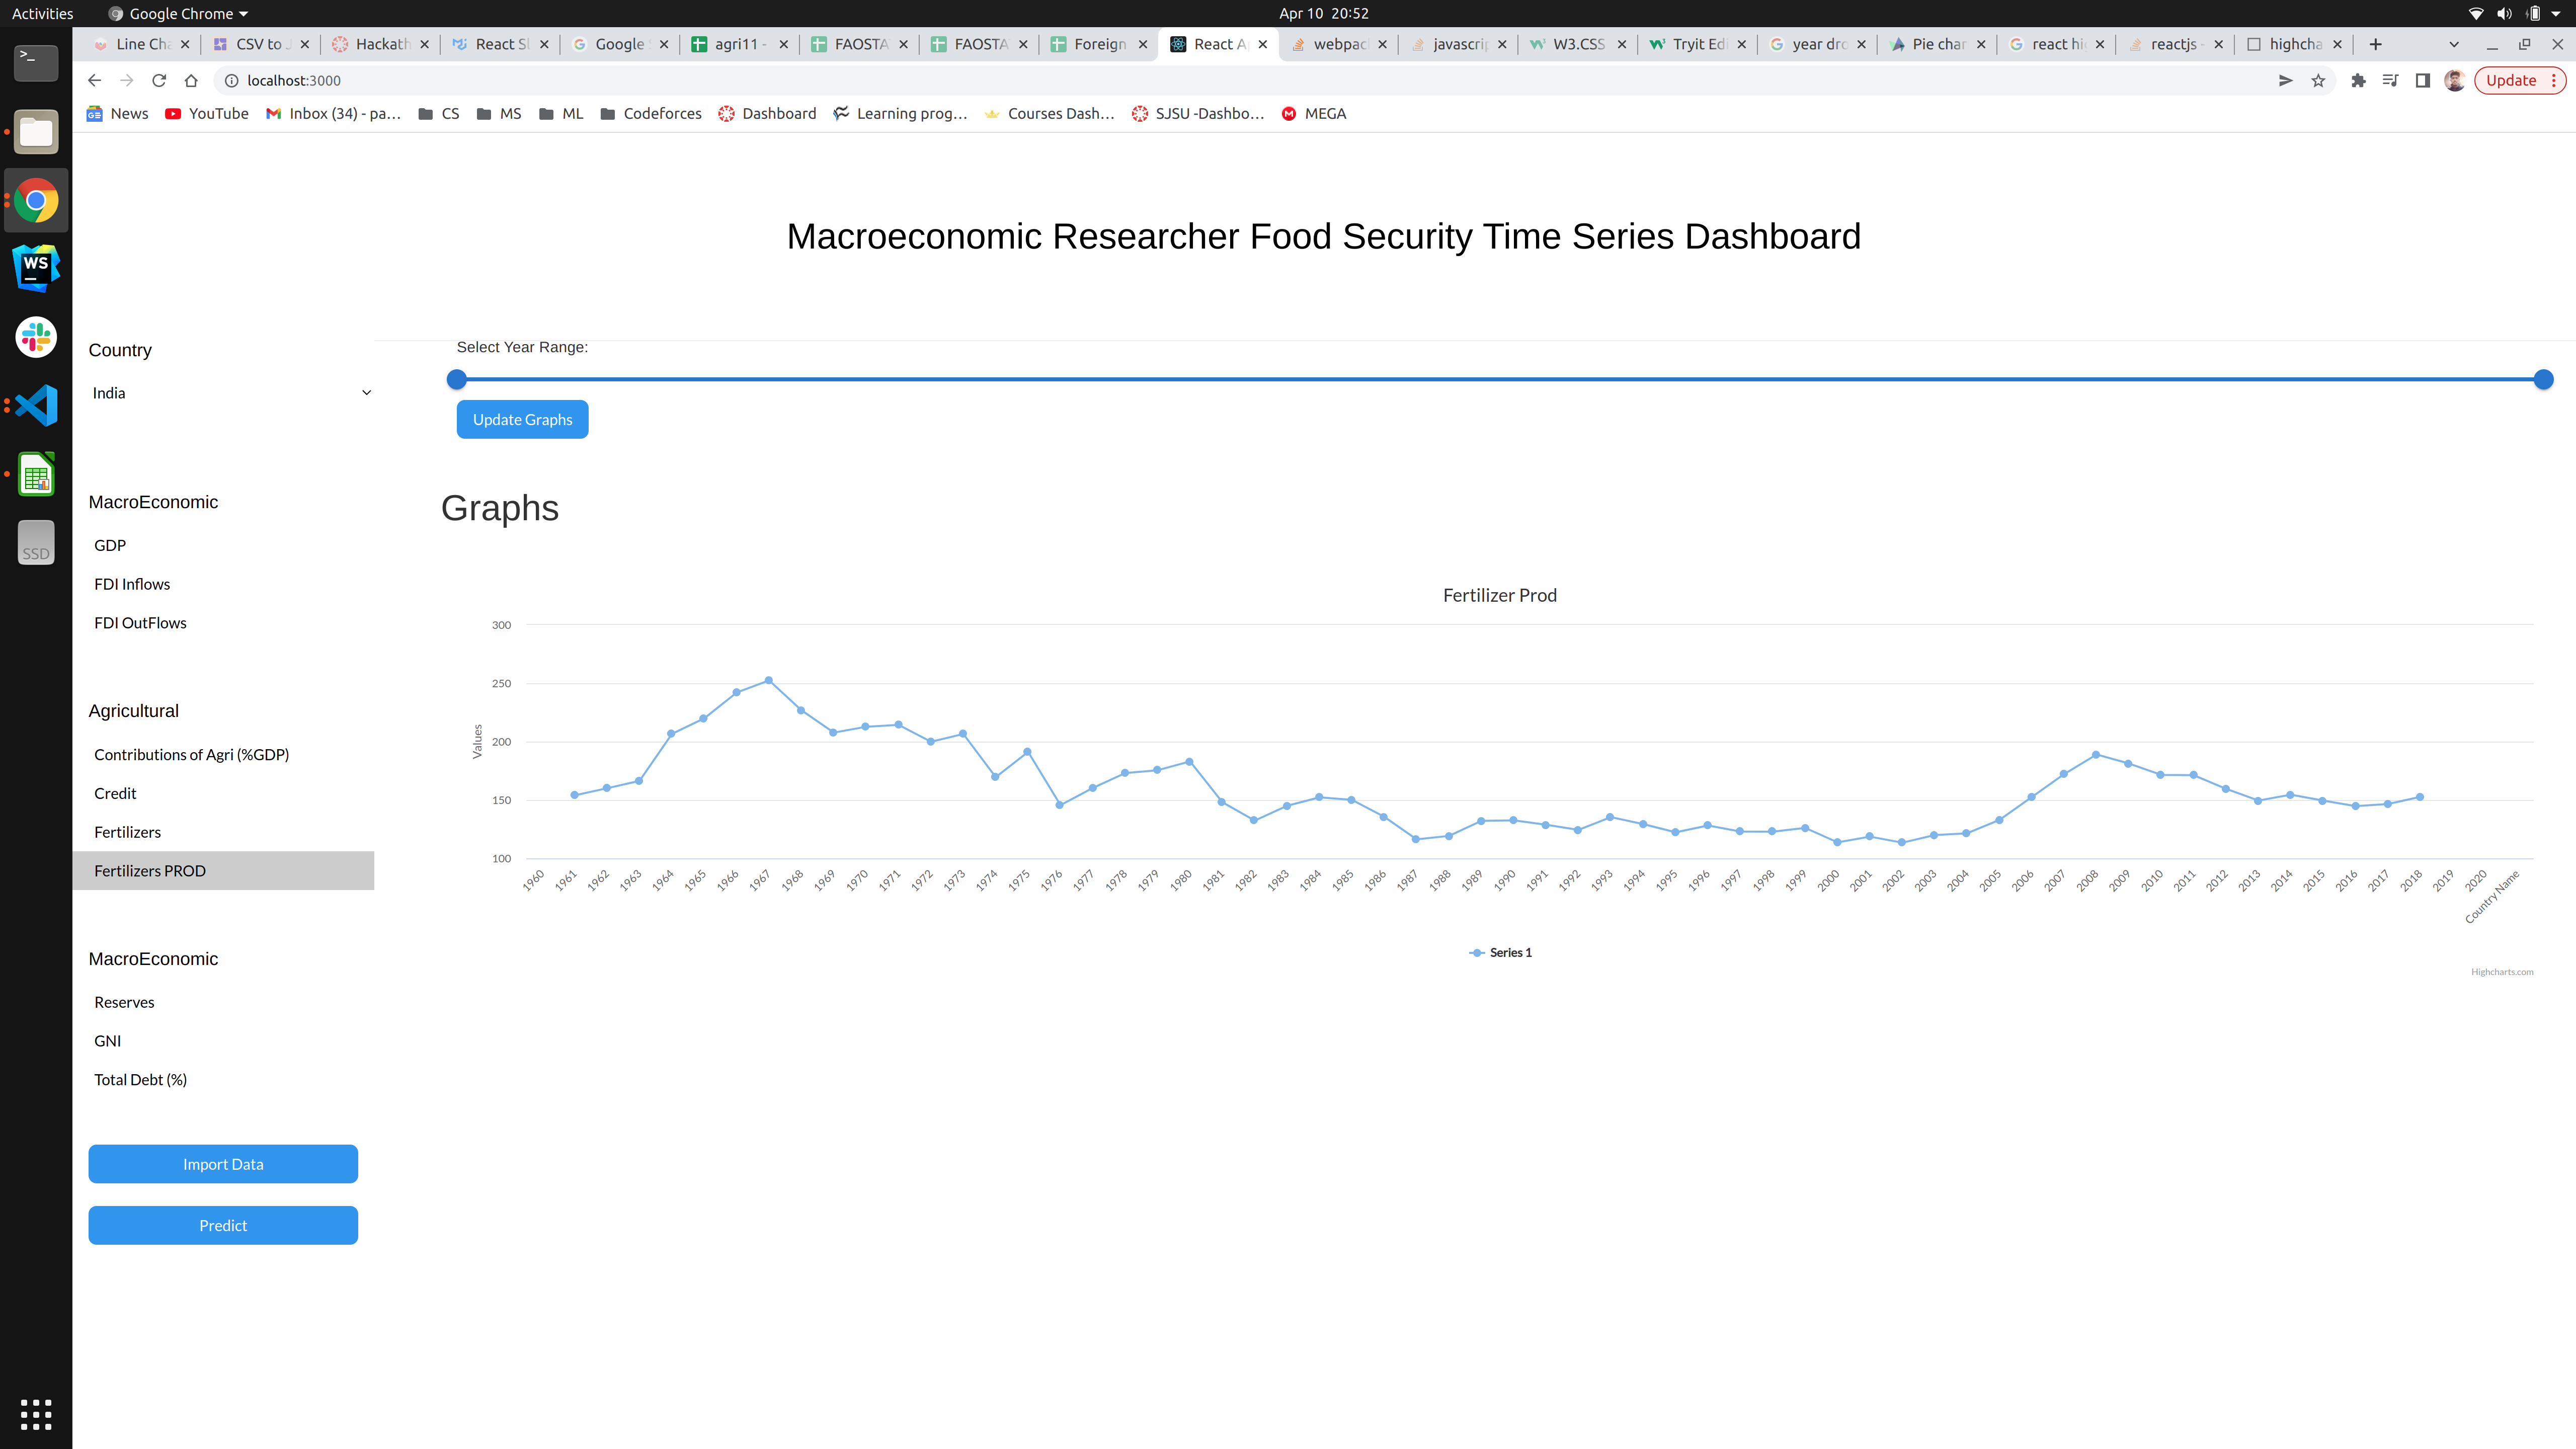 Activities Google Chrome Apr 10 20:52
Line Cha CSV to J Hackath React Sl Google S agri11 - FAOSTA FAOSTA Foreign React A webpac javascrip W3.CSS Tryit Edi year dro Pie char react hi reactjs - highcha
localhost:3000 Update
News YouTube Inbox (34) - pa... CS MS ML Codeforces Dashboard Learning prog... Courses Dash... SJSU -Dashbo... MEGA
>_
WS
SSD
Macroeconomic Researcher Food Security Time Series Dashboard
Country
India
MacroEconomic
GDP
FDI Inflows
FDI OutFlows
Agricultural
Contributions of Agri (%GDP)
Credit
Fertilizers
Fertilizers PROD
MacroEconomic
Reserves
GNI
Total Debt (%)
Import Data
Predict
Select Year Range:
Update Graphs
Graphs
Fertilizer Prod
Values
300
250
200
150
100
1960 1961 1962 1963 1964 1965 1966 1967 1968 1969 1970 1971 1972 1973 1974 1975 1976 1977 1978 1979 1980 1981 1982 1983 1984 1985 1986 1987 1988 1989 1990 1991 1992 1993 1994 1995 1996 1997 1998 1999 2000 2001 2002 2003 2004 2005 2006 2007 2008 2009 2010 2011 2012 2013 2014 2015 2016 2017 2018 2019 2020 Country Name
Series 1
Highcharts.com